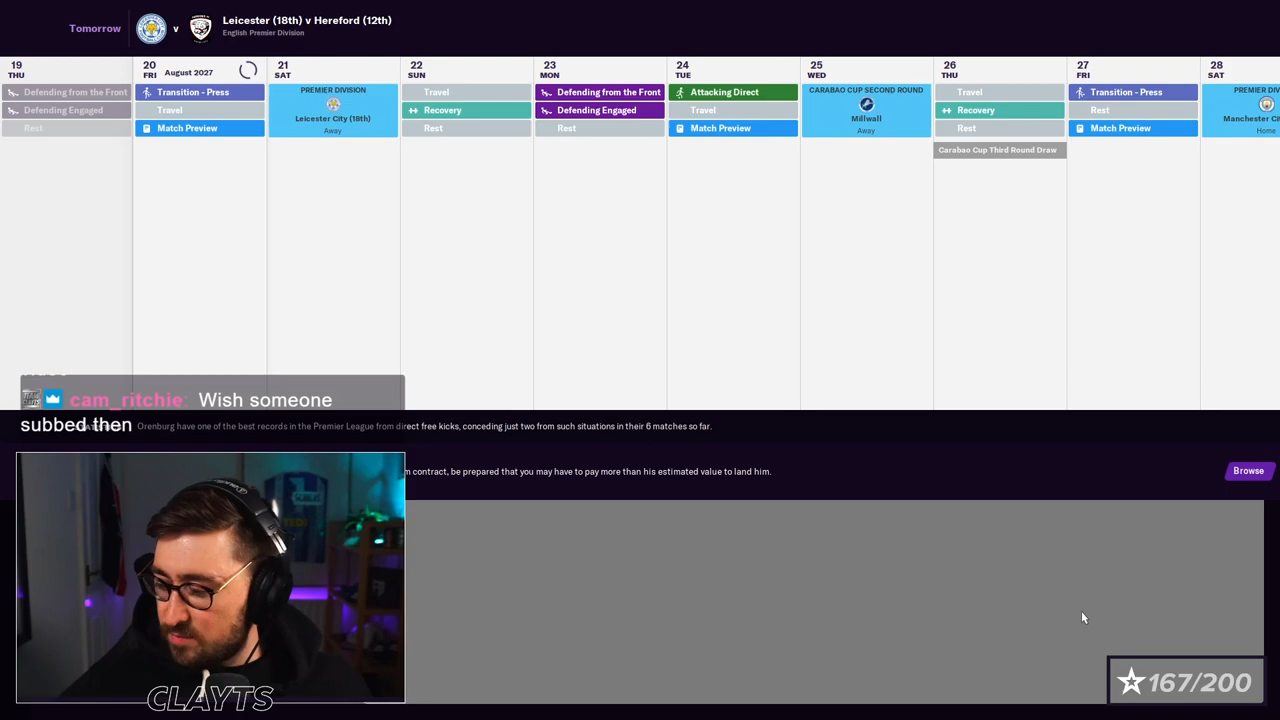 Tomorrow
v
Leicester (18th) v Hereford (12th)
English Premier Division
19
THU
20
FRI
August 2027
21
SAT
22
SUN
23
MON
24
TUE
25
WED
26
THU
27
FRI
28
SAT
Defending from the Front
Defending Engaged
Rest
Transition - Press
Travel
Match Preview
PREMIER DIVISION
Leicester City (18th)
Away
Travel
Recovery
Rest
Defending from the Front
Defending Engaged
Rest
Attacking Direct
Travel
Match Preview
CARABAO CUP SECOND ROUND
Millwall
Away
Travel
Recovery
Rest
Carabao Cup Third Round Draw
Transition - Press
Rest
Match Preview
PREMIER DIV
Manchester Ci
Home
cam_ritchie: Wish someone
subbed then
Orenburg have one of the best records in the Premier League from direct free kicks, conceding just two from such situations in their 6 matches so far.
m contract, be prepared that you may have to pay more than his estimated value to land him.
Browse
CLAYTS
167/200